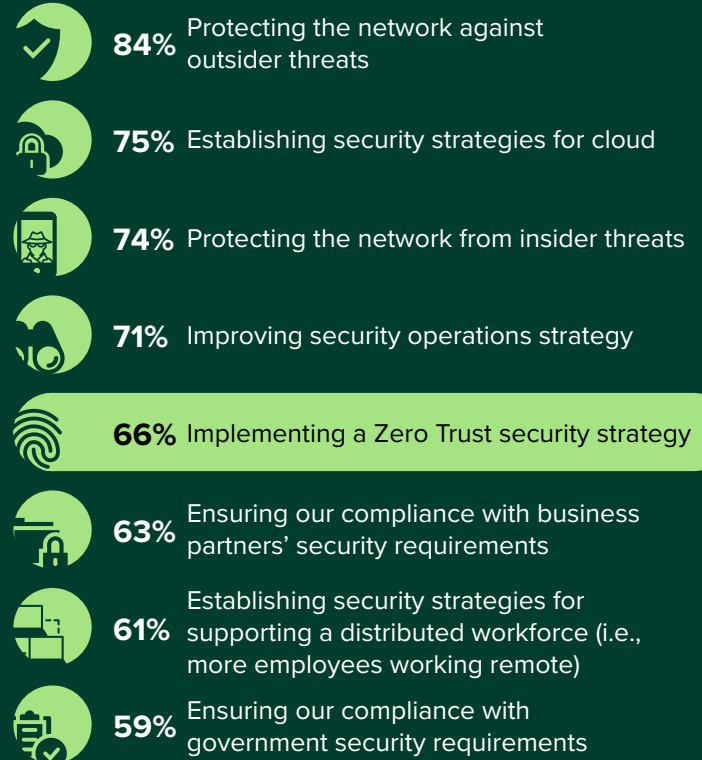 84% Protecting the network against
outsider threats
75% Establishing security strategies for cloud
74% Protecting the network from insider threats
71% Improving security operations strategy
66% Implementing a Zero Trust security strategy
63% Ensuring our compliance with business
partners’ security requirements
61% Establishing security strategies for
supporting a distributed workforce (i.e.,
more employees working remote)
59% Ensuring our compliance with
government security requirements